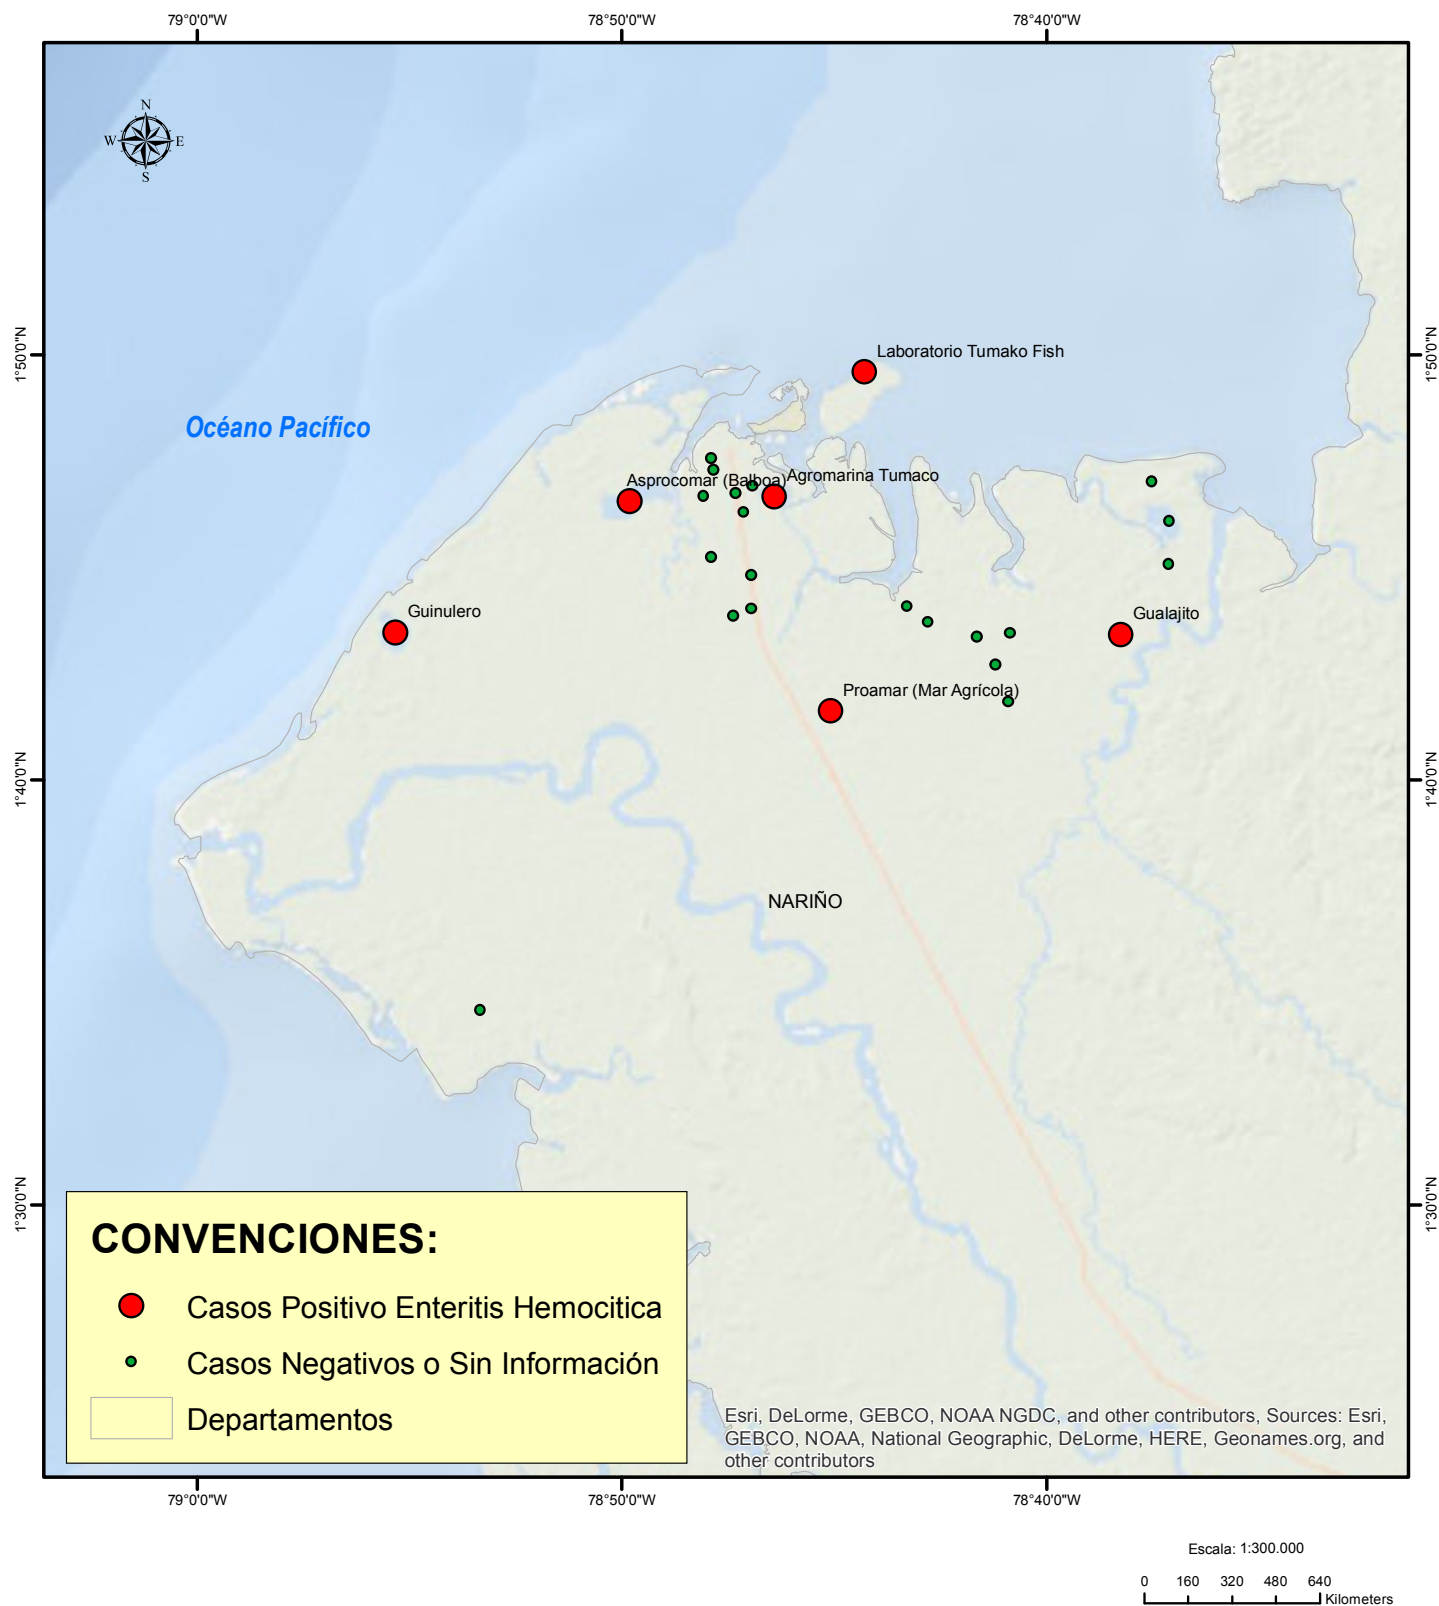 79°0'0"W
78°50'0"W
78°40'0"W
N
W
E
S
1°50'0"N
1°50'0"N
Laboratorio Tumako Fish
Océano Pacífico
Asprocomar (Balboa)
Agromarina Tumaco
Guinulero
Gualajito
Proamar (Mar Agrícola)
1°40'0"N
1°40'0"N
NARIÑO
1°30'0"N
1°30'0"N
CONVENCIONES:
Casos Positivo Enteritis Hemocitica
Casos Negativos o Sin Información
Departamentos
Esri, DeLorme, GEBCO, NOAA NGDC, and other contributors, Sources: Esri,
GEBCO, NOAA, National Geographic, DeLorme, HERE, Geonames.org, and
other contributors
79°0'0"W
78°50'0"W
78°40'0"W
Escala: 1:300.000
0 160 320 480 640
Kilometers